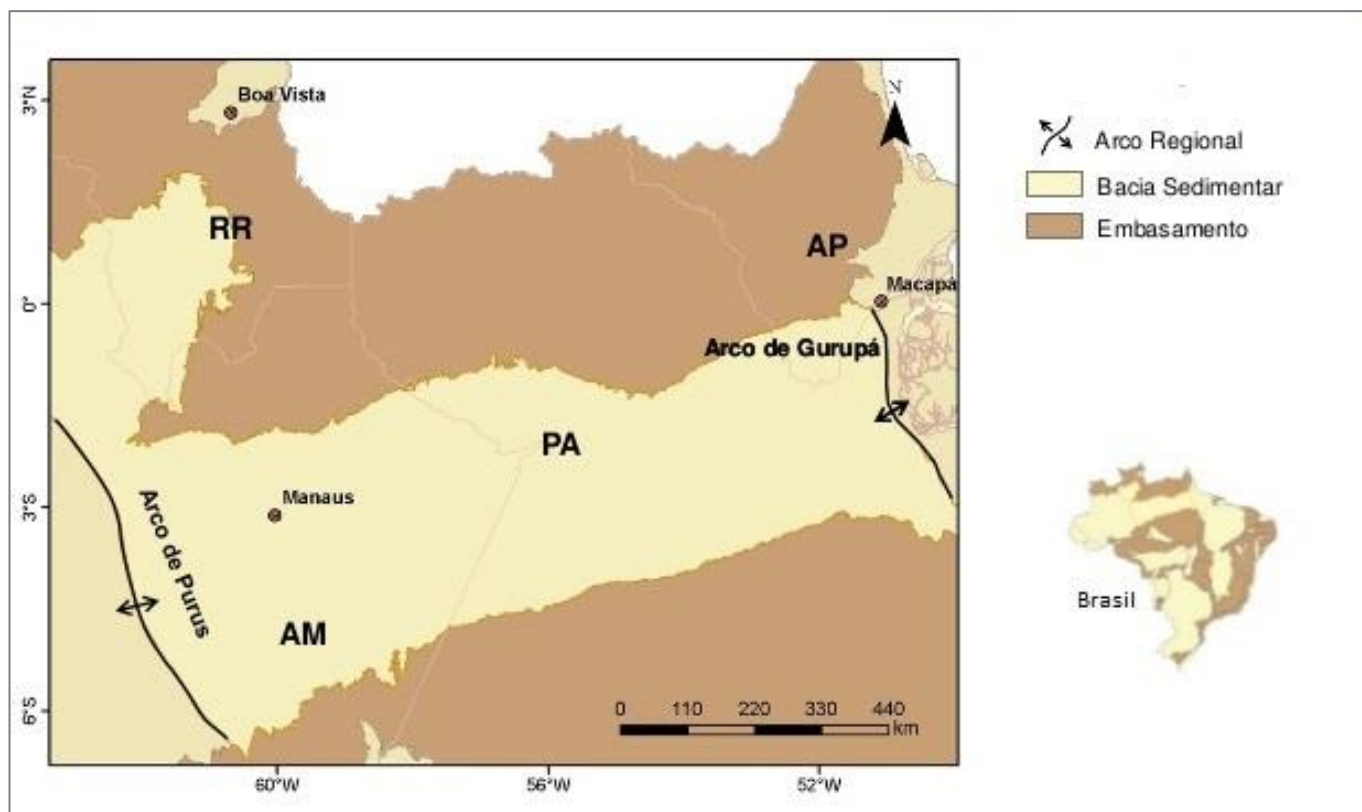 3°N
0°
3°S
6°S
60°W
56°W
52°W
Boa Vista
RR
AP
Macapá
Arco de Gurupá
PA
Manaus
Arco de Purus
AM
0 110 220 330 440
km
N
Arco Regional
Bacia Sedimentar
Embasamento
Brasil